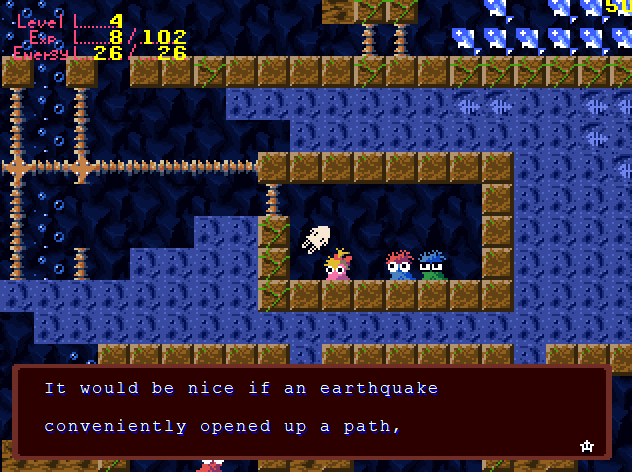 Level 4
51
Exp. 8/102
Energy 26/ 26
It would be nice if an earthquake
conveniently opened up a path,